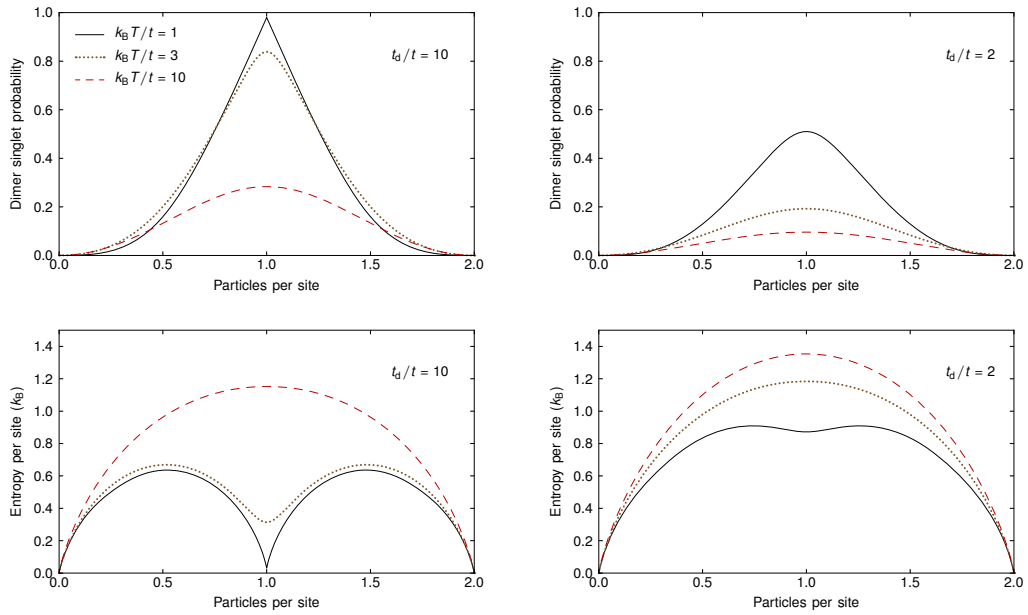 1.0
0.8
0.6
0.4
0.2
0.0
Dimer singlet probability
k_B T/t = 1
k_B T/t = 3
k_B T/t = 10
t_d/t = 10
0.0 0.5 1.0 1.5 2.0
Particles per site
1.0
0.8
0.6
0.4
0.2
0.0
Dimer singlet probability
t_d/t = 2
0.0 0.5 1.0 1.5 2.0
Particles per site
1.4
1.2
1.0
0.8
0.6
0.4
0.2
0.0
Entropy per site (k_B)
t_d/t = 10
0.0 0.5 1.0 1.5 2.0
Particles per site
1.4
1.2
1.0
0.8
0.6
0.4
0.2
0.0
Entropy per site (k_B)
t_d/t = 2
0.0 0.5 1.0 1.5 2.0
Particles per site